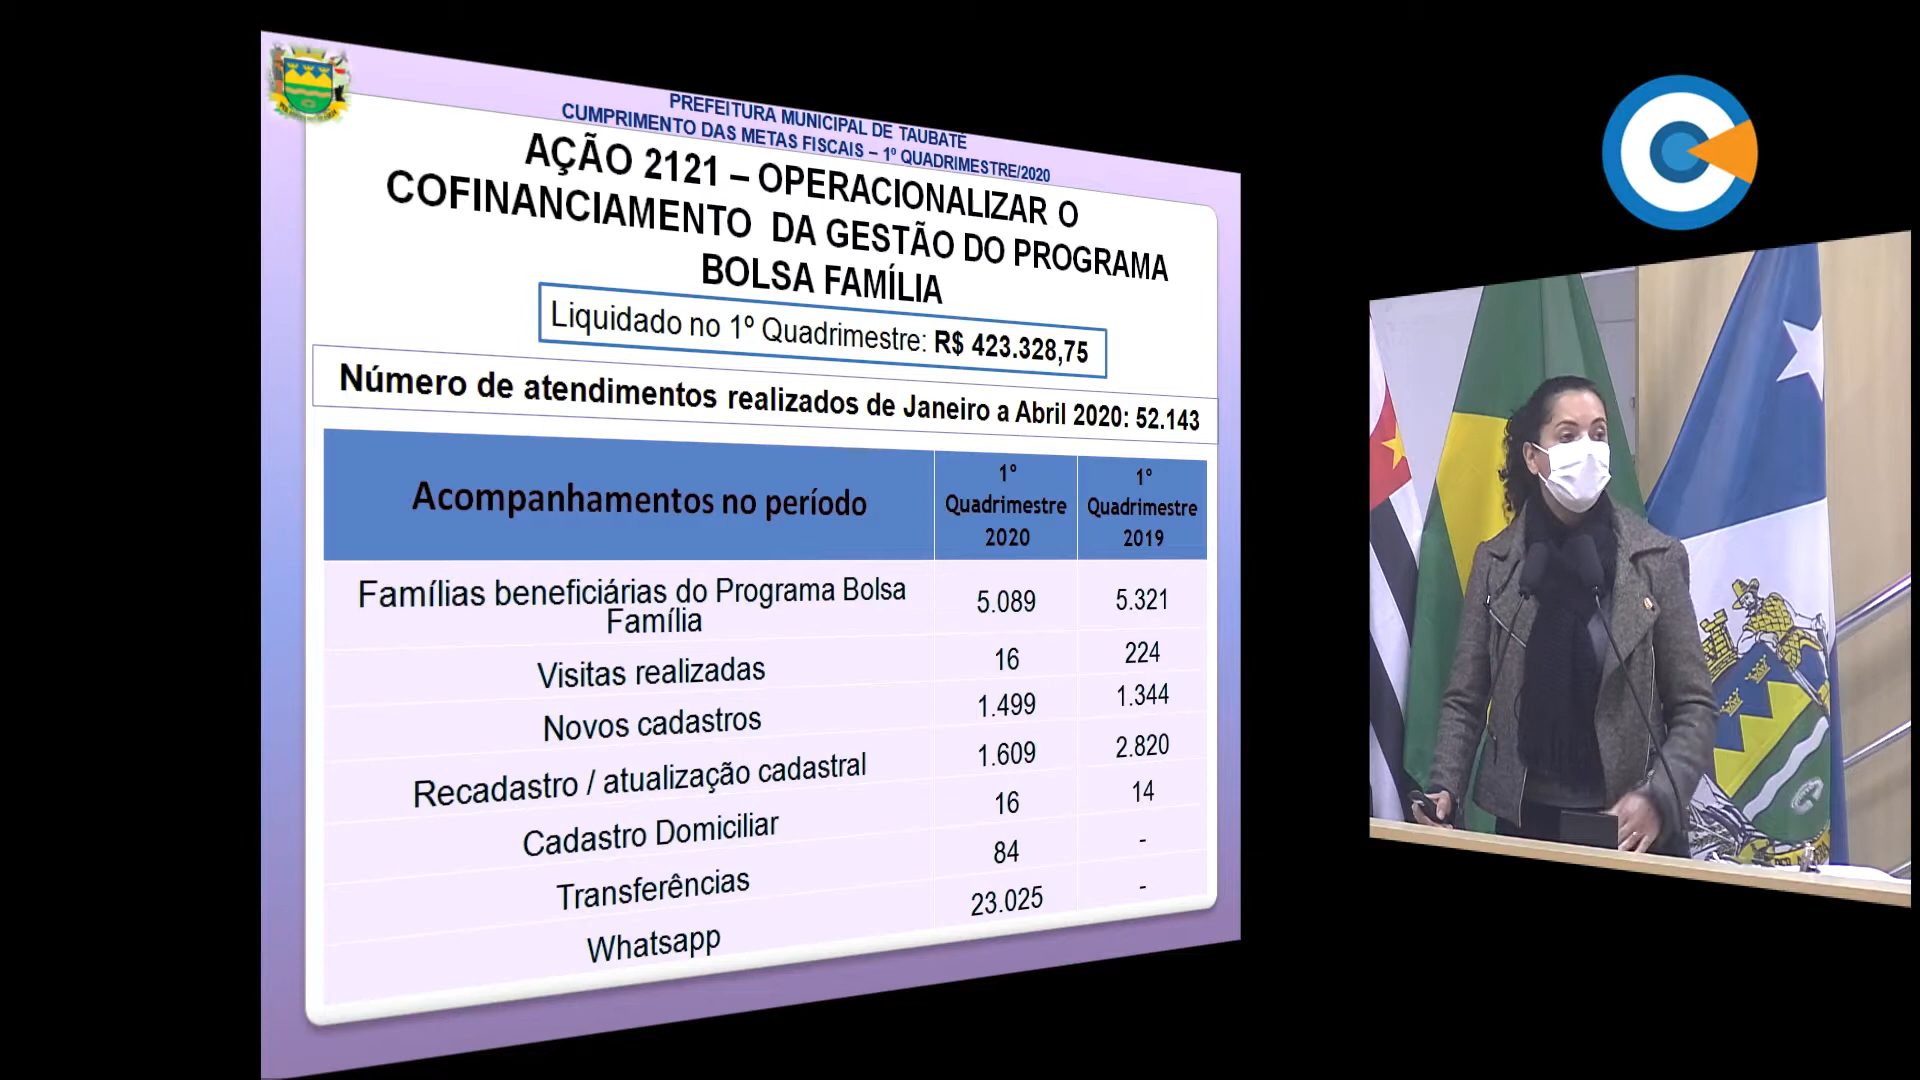 PREFEITURA MUNICIPAL DE TAUBATÉ
CUMPRIMENTO DAS METAS FISCAIS – 1º QUADRIMESTRE/2020
AÇÃO 2121 – OPERACIONALIZAR O
COFINANCIAMENTO DA GESTÃO DO PROGRAMA
BOLSA FAMÍLIA
Liquidado no 1º Quadrimestre: R$ 423.328,75
Número de atendimentos realizados de Janeiro a Abril 2020: 52.143
Acompanhamentos no período
1°
Quadrimestre
2020
1°
Quadrimestre
2019
Famílias beneficiárias do Programa Bolsa
Família
5.089
5.321
Visitas realizadas
16
224
Novos cadastros
1.499
1.344
Recadastro / atualização cadastral
1.609
2.820
Cadastro Domiciliar
16
14
Transferências
84
-
Whatsapp
23.025
-